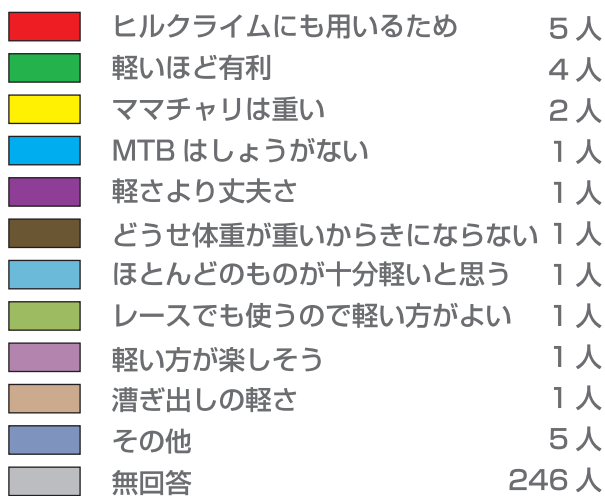 ヒルクライムにも用いるため 5人
軽いほど有利 4人
ママチャリは重い 2人
MTBはしょうがない 1人
軽さより丈夫さ 1人
どうせ体重が重いからきにならない 1人
ほとんどのものが十分軽いと思う 1人
レースでも使うので軽い方がよい 1人
軽い方が楽しそう 1人
漕ぎ出しの軽さ 1人
その他 5人
無回答 246人